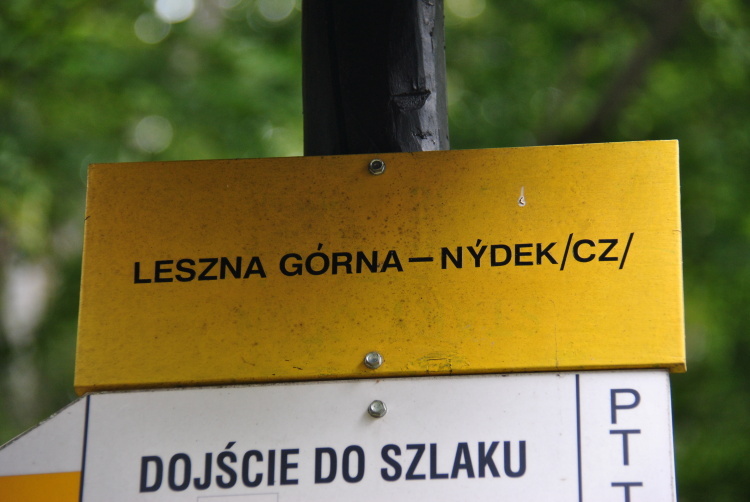 LESZNA GÓRNA – NÝDEK/CZ/
DOJŚCIE DO SZLAKU
P
T
T